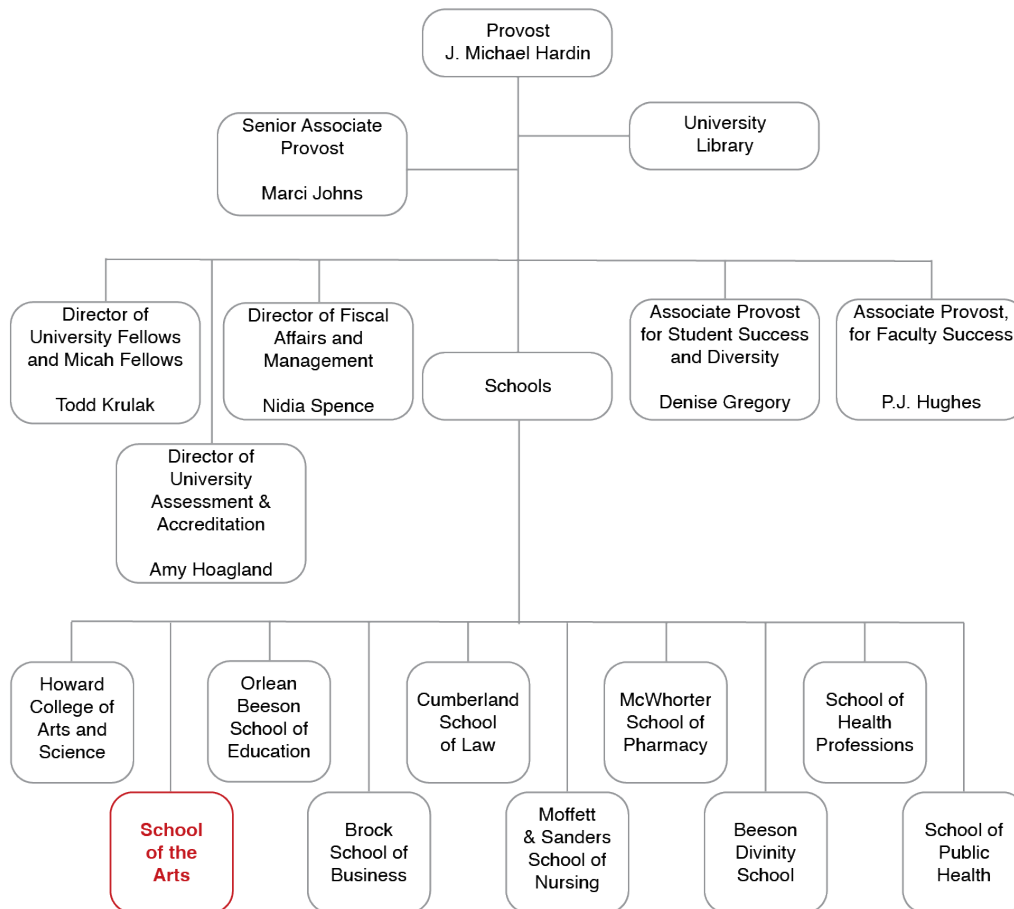 Provost
J. Michael Hardin
Senior Associate
Provost
Marci Johns
University
Library
Director of
University Fellows
and Micah Fellows
Todd Krulak
Director of Fiscal
Affairs and
Management
Nidia Spence
Schools
Associate Provost
for Student Success
and Diversity
Denise Gregory
Associate Provost,
for Faculty Success
P.J. Hughes
Director of
University
Assessment &
Accreditation
Amy Hoagland
Howard
College of
Arts and
Science
Orlean
Beeson
School of
Education
Cumberland
School
of Law
McWhorter
School of
Pharmacy
School of
Health
Professions
School
of the
Arts
Brock
School of
Business
Moffett
& Sanders
School of
Nursing
Beeson
Divinity
School
School of
Public
Health